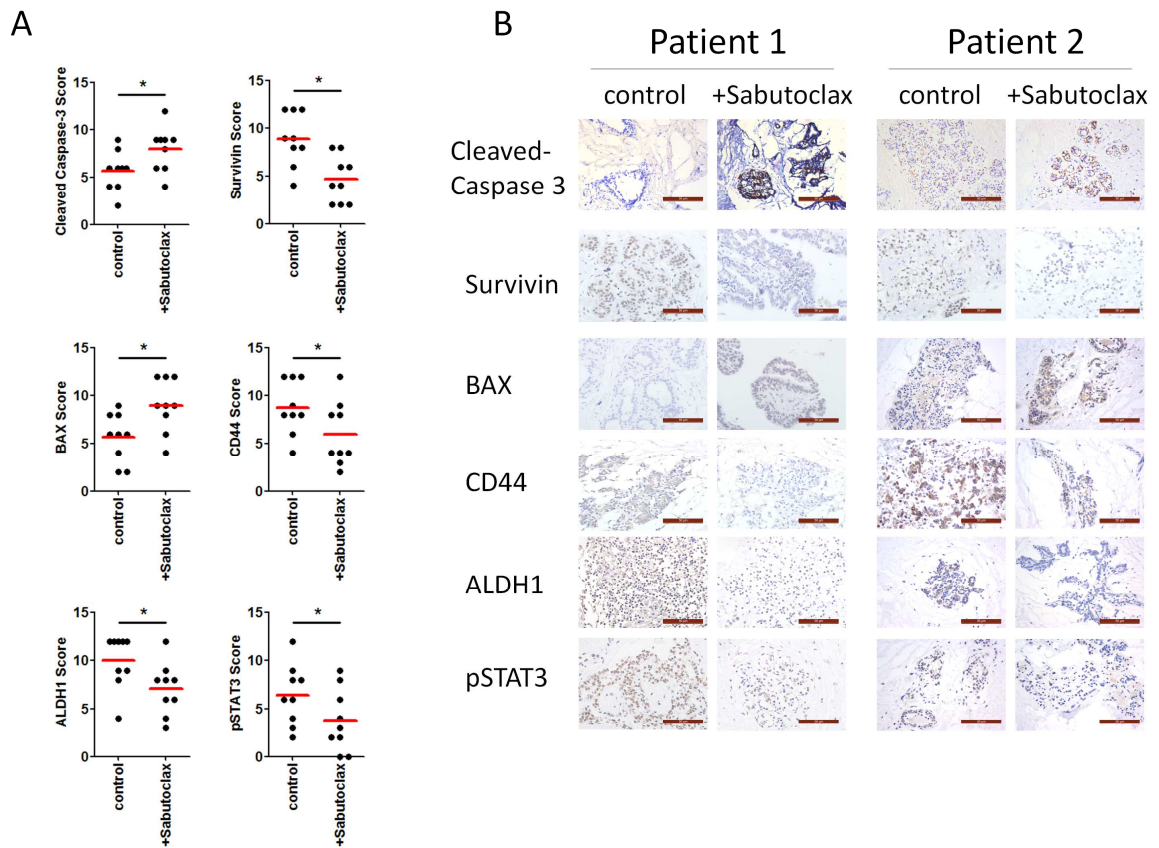 A
B
Patient 1
Patient 2
control
+Sabutoclax
control
+Sabutoclax
Cleaved Caspase-3 Score
15
10
5
0
*
control
+Sabutoclax
Survivin Score
15
10
5
0
*
control
+Sabutoclax
BAX Score
15
10
5
0
*
control
+Sabutoclax
CD44 Score
15
10
5
0
*
control
+Sabutoclax
ALDH1 Score
15
10
5
0
*
control
+Sabutoclax
pSTAT3 Score
15
10
5
0
*
control
+Sabutoclax
Cleaved-
Caspase 3
Survivin
BAX
CD44
ALDH1
pSTAT3